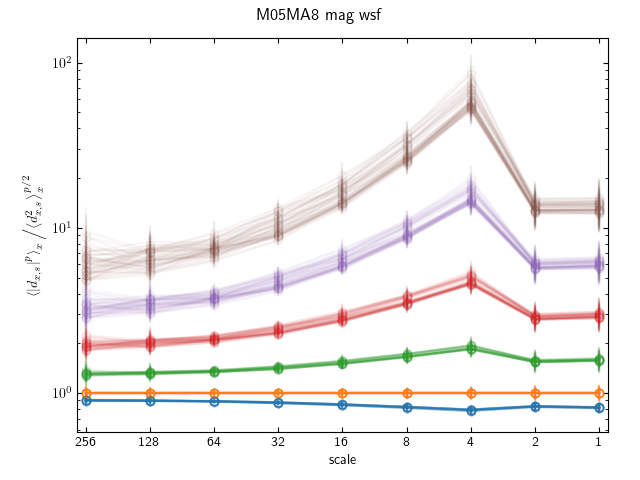 M05MA8 mag wsf
10²
10¹
10⁰
⟨|d_{x,s}|^p⟩_x / ⟨d²_{x,s}⟩_x^{p/2}
256 128 64 32 16 8 4 2 1
scale